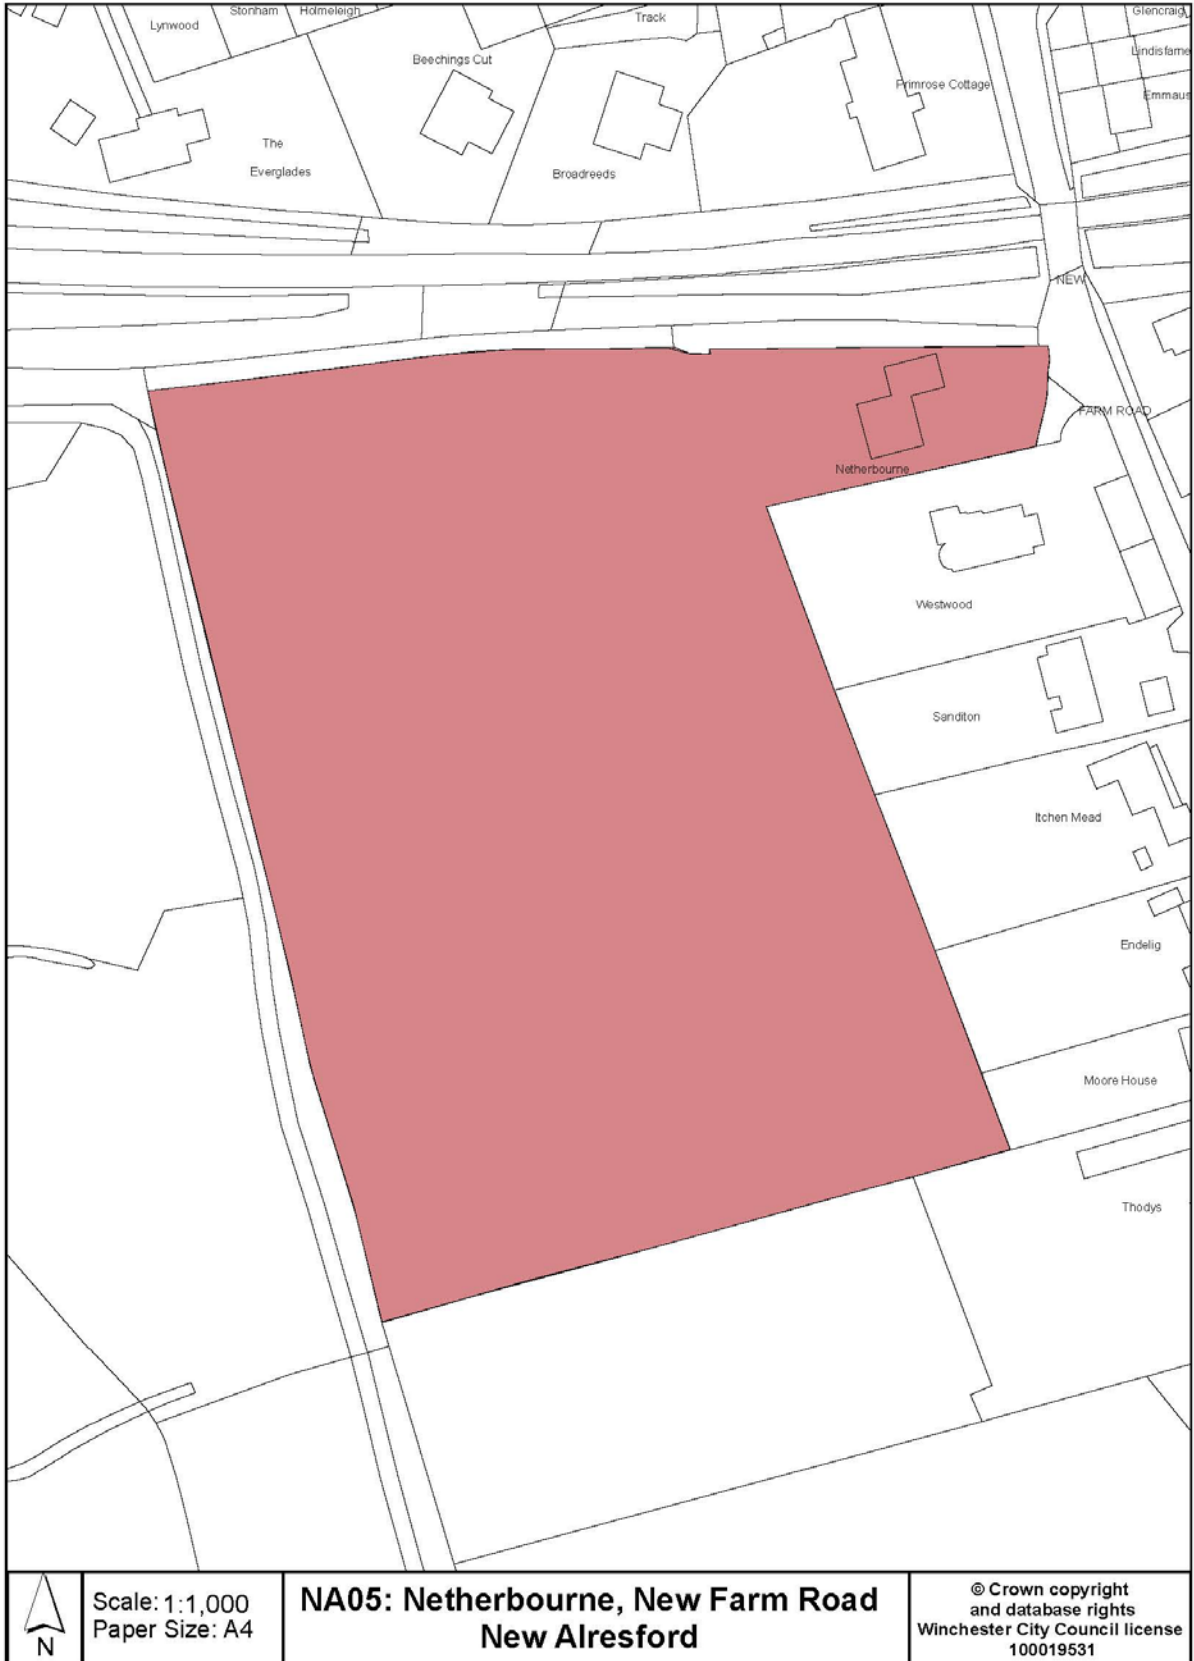 Lynwood
Stonham
Holmeleigh
Track
Glencraig
Beechings Cut
Lindisfarne
Primrose Cottage
Emmaus
The
Everglades
Broadreeds
NEW
FARM ROAD
Netherbourne
Westwood
Sanditon
Itchen Mead
Endelig
Moore House
Thodys
N
Scale: 1:1,000
Paper Size: A4
NA05: Netherbourne, New Farm Road
New Alresford
© Crown copyright
and database rights
Winchester City Council license
100019531